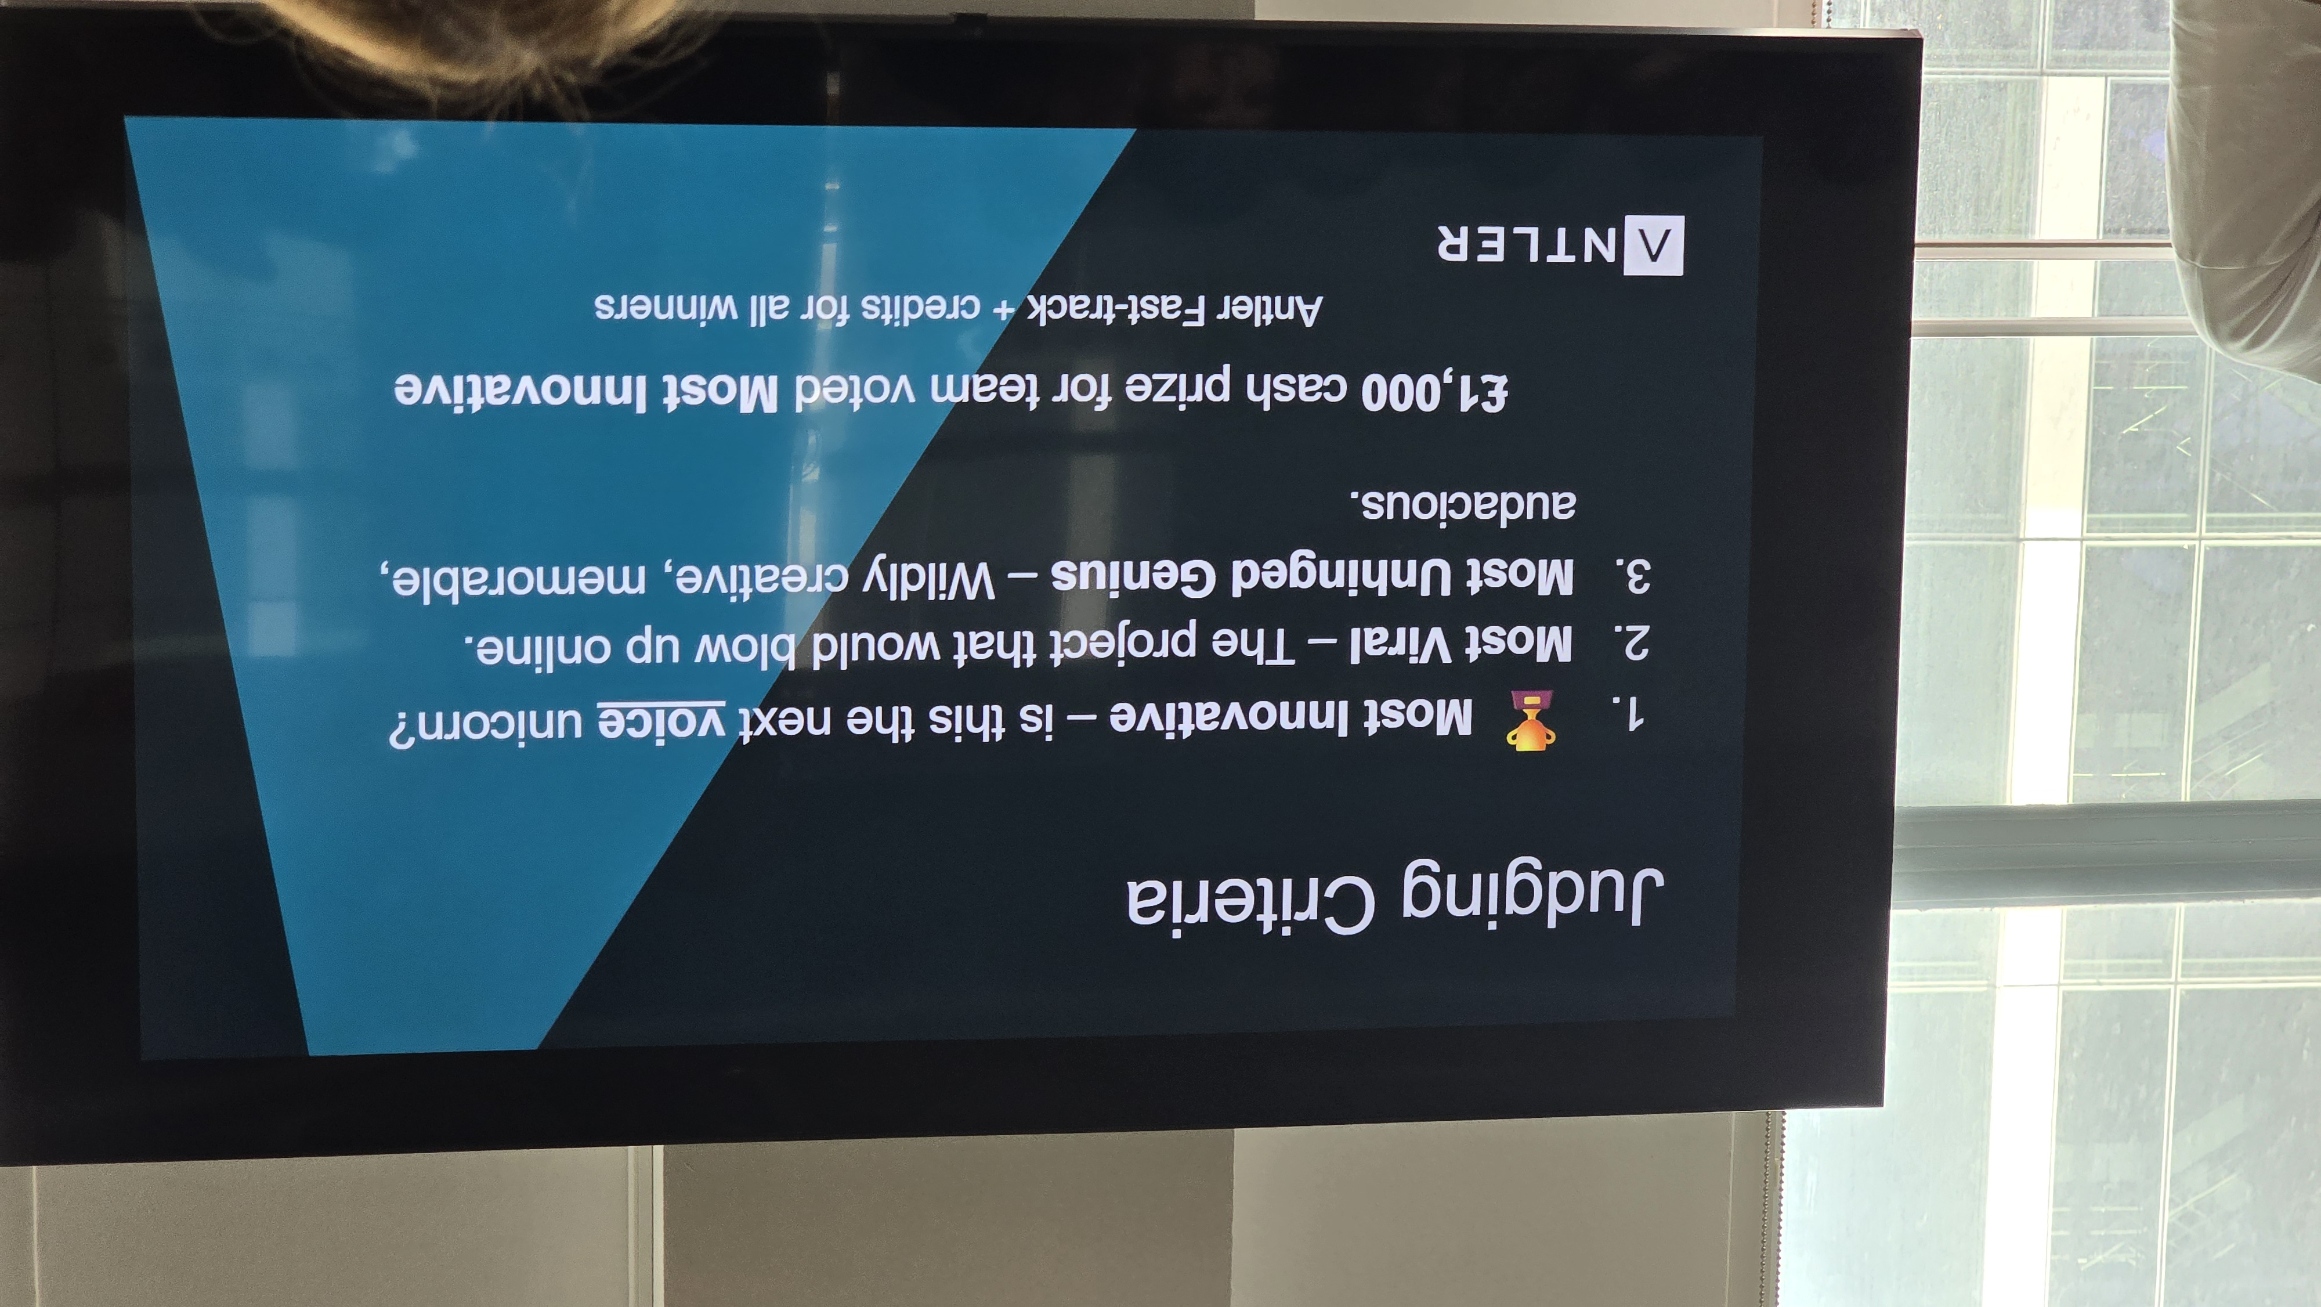 Judging Criteria
1. 🏆 Most Innovative – is this the next voice unicorn?
2. Most Viral – The project that would blow up online.
3. Most Unhinged Genius – Wildly creative, memorable,
audacious.
£1,000 cash prize for team voted Most Innovative
Antler Fast-track + credits for all winners
ΛNTLER